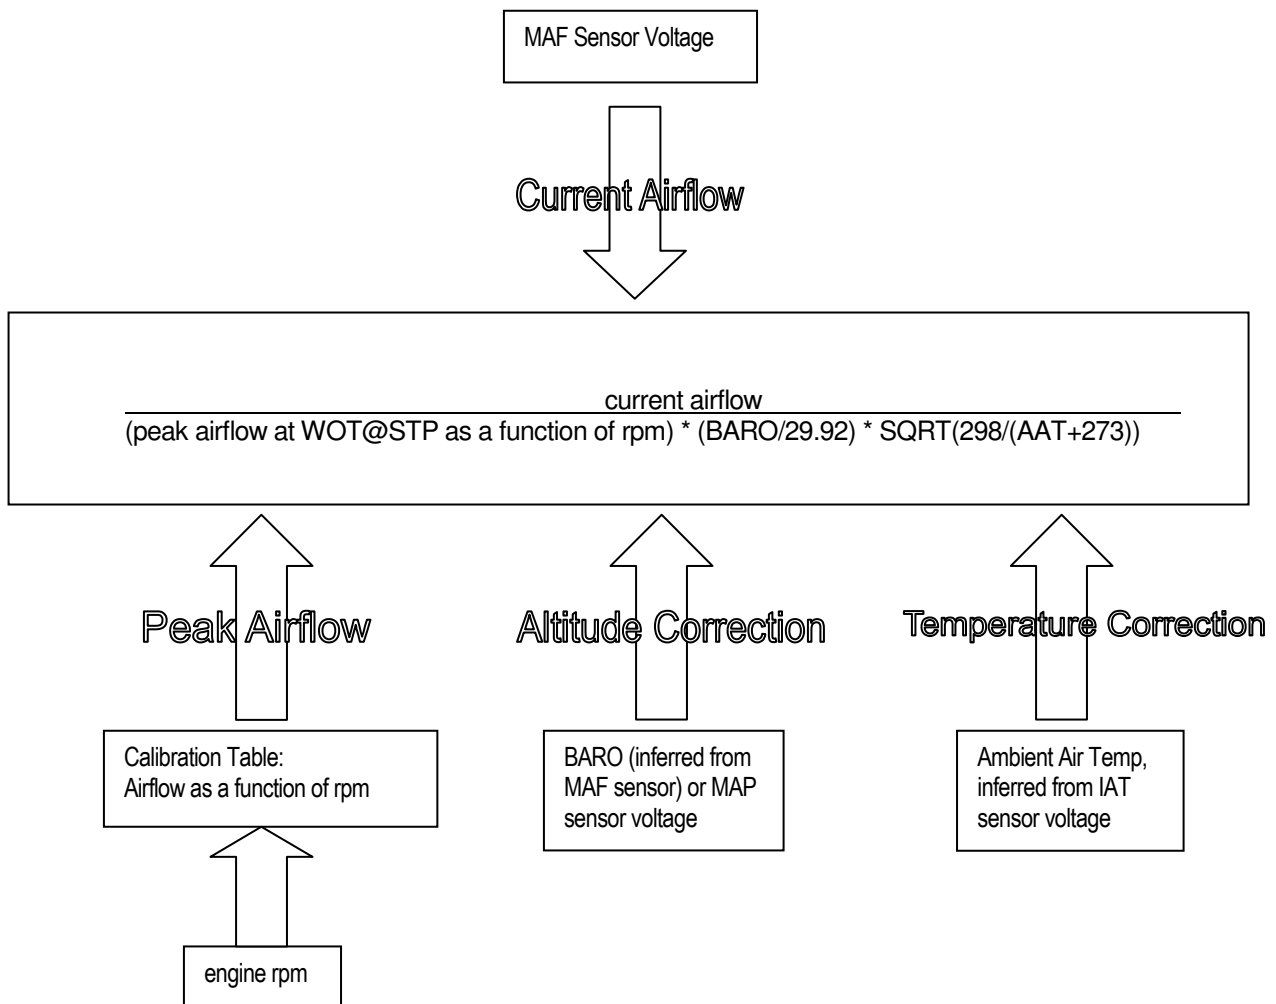 MAF Sensor Voltage
Current Airflow
current airflow
(peak airflow at WOT@STP as a function of rpm) * (BARO/29.92) * SQRT(298/(AAT+273))
Peak Airflow
Altitude Correction
Temperature Correction
Calibration Table:
Airflow as a function of rpm
BARO (inferred from
MAF sensor) or MAP
sensor voltage
Ambient Air Temp,
inferred from IAT
sensor voltage
engine rpm